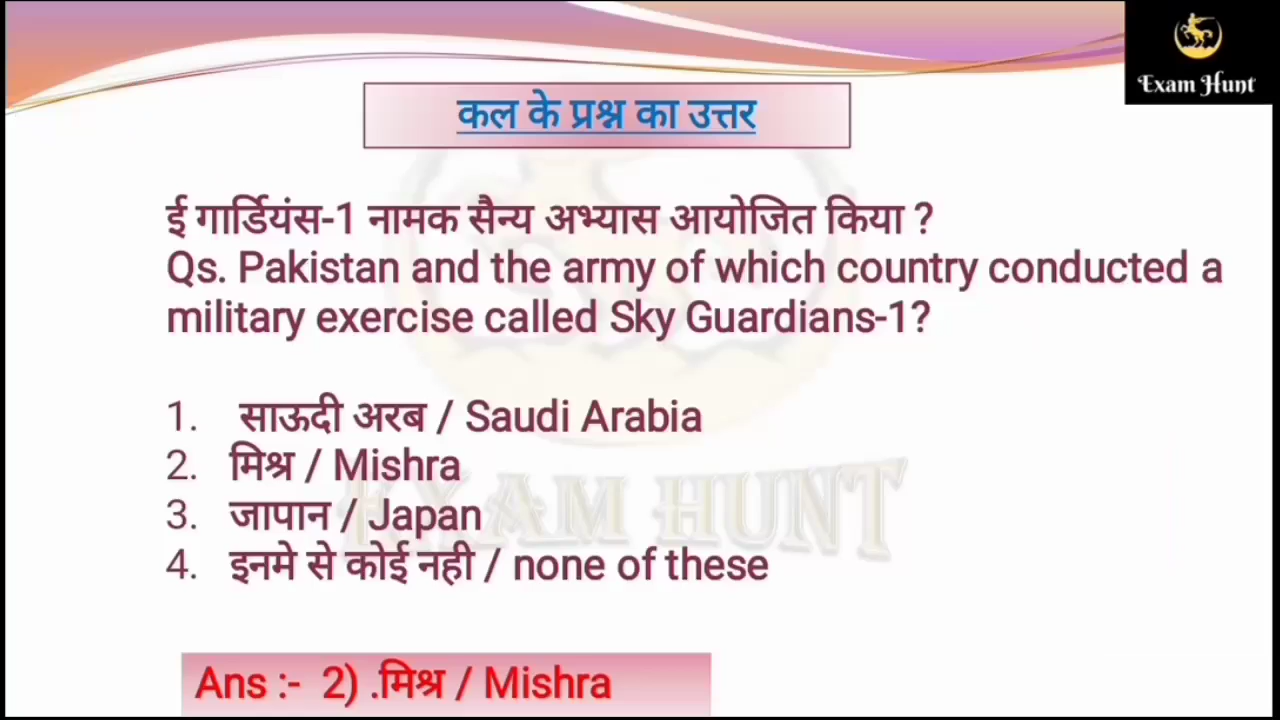 Exam Hunt
कल के प्रश्न का उत्तर
ई गार्डियंस-1 नामक सैन्य अभ्यास आयोजित किया ?
Qs. Pakistan and the army of which country conducted a
military exercise called Sky Guardians-1?
1. साऊदी अरब / Saudi Arabia
2. मिश्र / Mishra
3. जापान / Japan
4. इनमे से कोई नही / none of these
EXAM HUNT
Ans :- 2) .मिश्र / Mishra